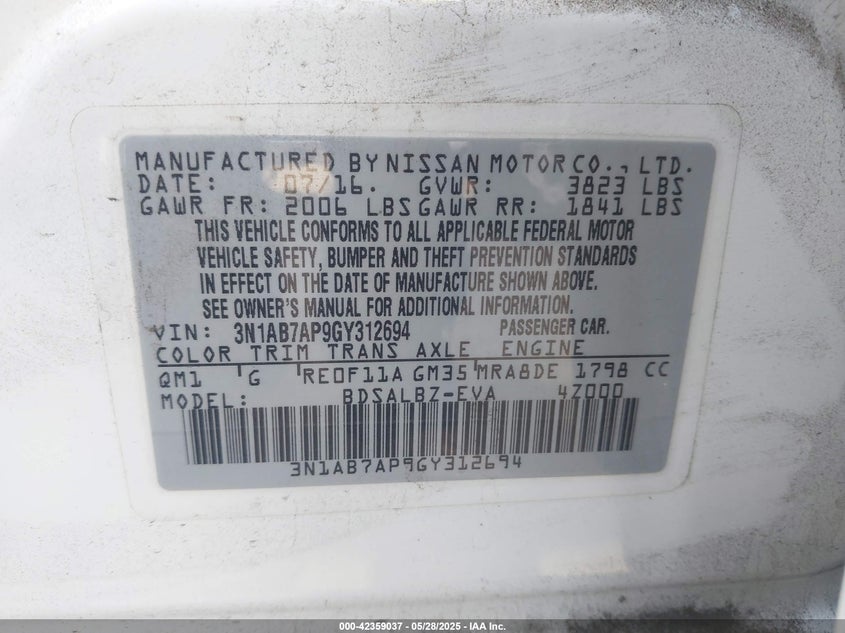 MANUFACTURED BY NISSAN MOTOR CO., LTD.
DATE: 07/16. GVWR: 3823 LBS
GAWR FR: 2006 LBS GAWR RR: 1841 LBS
THIS VEHICLE CONFORMS TO ALL APPLICABLE FEDERAL MOTOR
VEHICLE SAFETY, BUMPER AND THEFT PREVENTION STANDARDS
IN EFFECT ON THE DATE OF MANUFACTURE SHOWN ABOVE.
SEE OWNER'S MANUAL FOR ADDITIONAL INFORMATION.
VIN: 3N1AB7AP9GY312694 PASSENGER CAR.
COLOR TRIM TRANS AXLE ENGINE
QM1 'G 'RE0F11A GM35'MRA8DE 1798 CC
MODEL: BDSALBZ-EVA 4Z000
3N1AB7AP9GY312694
000-42359037 - 05/28/2025 - IAA Inc.